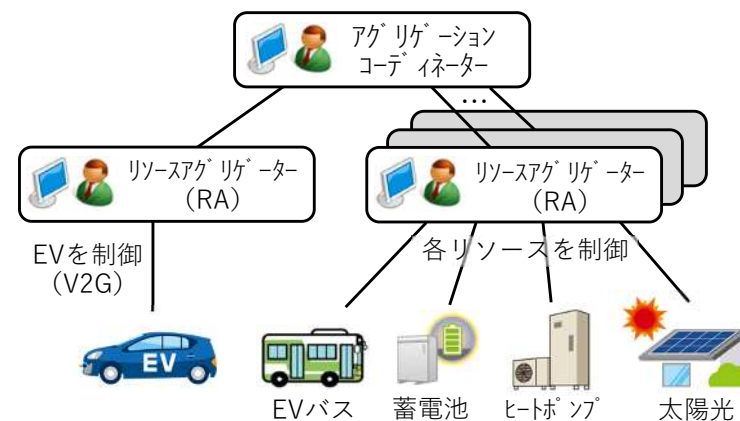 ｱｸﾞﾘｹﾞｰｼｮﾝ
ｺｰﾃﾞｨﾈｰﾀｰ
…
ﾘｿｰｽｱｸﾞﾘｹﾞｰﾀｰ
(RA)
ﾘｿｰｽｱｸﾞﾘｹﾞｰﾀｰ
(RA)
EVを制御
(V2G)
各リソースを制御
EV
EVバス
蓄電池
ﾋｰﾄﾎﾟﾝﾌﾟ
太陽光